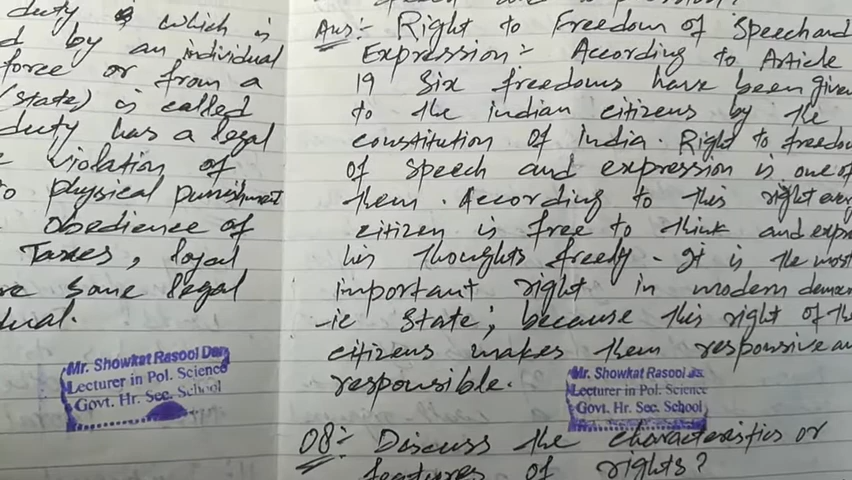 duty which is
d by an individual
force or from a
(State) is called
duty has a legal
violation of
to physical punishment
obedience of
Taxes, loyal
are some legal
dual.
Mr. Showkat Rasool Dar
Lecturer in Pol. Science
Govt. Hr. Sec. School
Ans:- Right to Freedom of Speech and
Expression:- According to Article
19 Six freedoms have been given
to the indian citizens by the
constitution of india. Right to freedom
of speech and expression is one of
them. According to this right every
citizen is free to think and expre
his thoughts freely. It is the most
important right in modern democ
-ic State; because this right of the
citizens makes them responsive an
responsible.
Mr. Showkat Rasool
Lecturer in Pol. Science
Govt. Hr. Sec. School
08:- Discuss the characteristics or
features of rights?